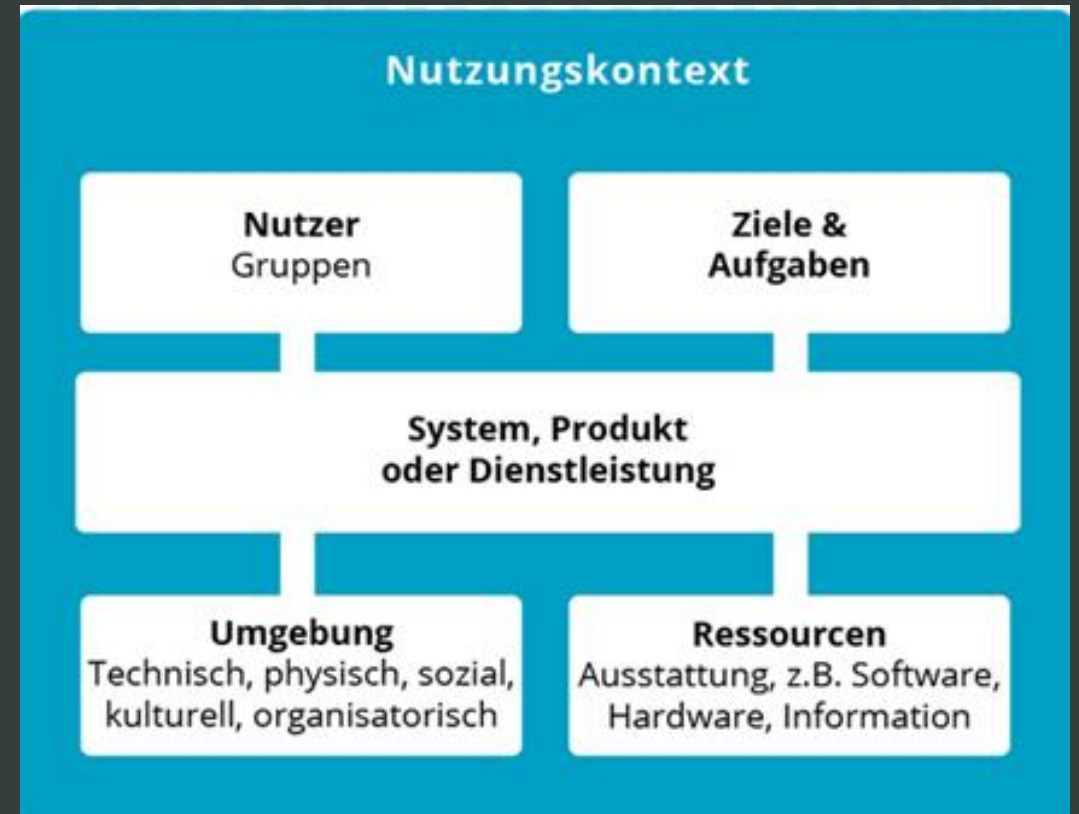 Nutzungskontext
Nutzer
Gruppen
Ziele &
Aufgaben
System, Produkt
oder Dienstleistung
Umgebung
Technisch, physisch, sozial,
kulturell, organisatorisch
Ressourcen
Ausstattung, z.B. Software,
Hardware, Information